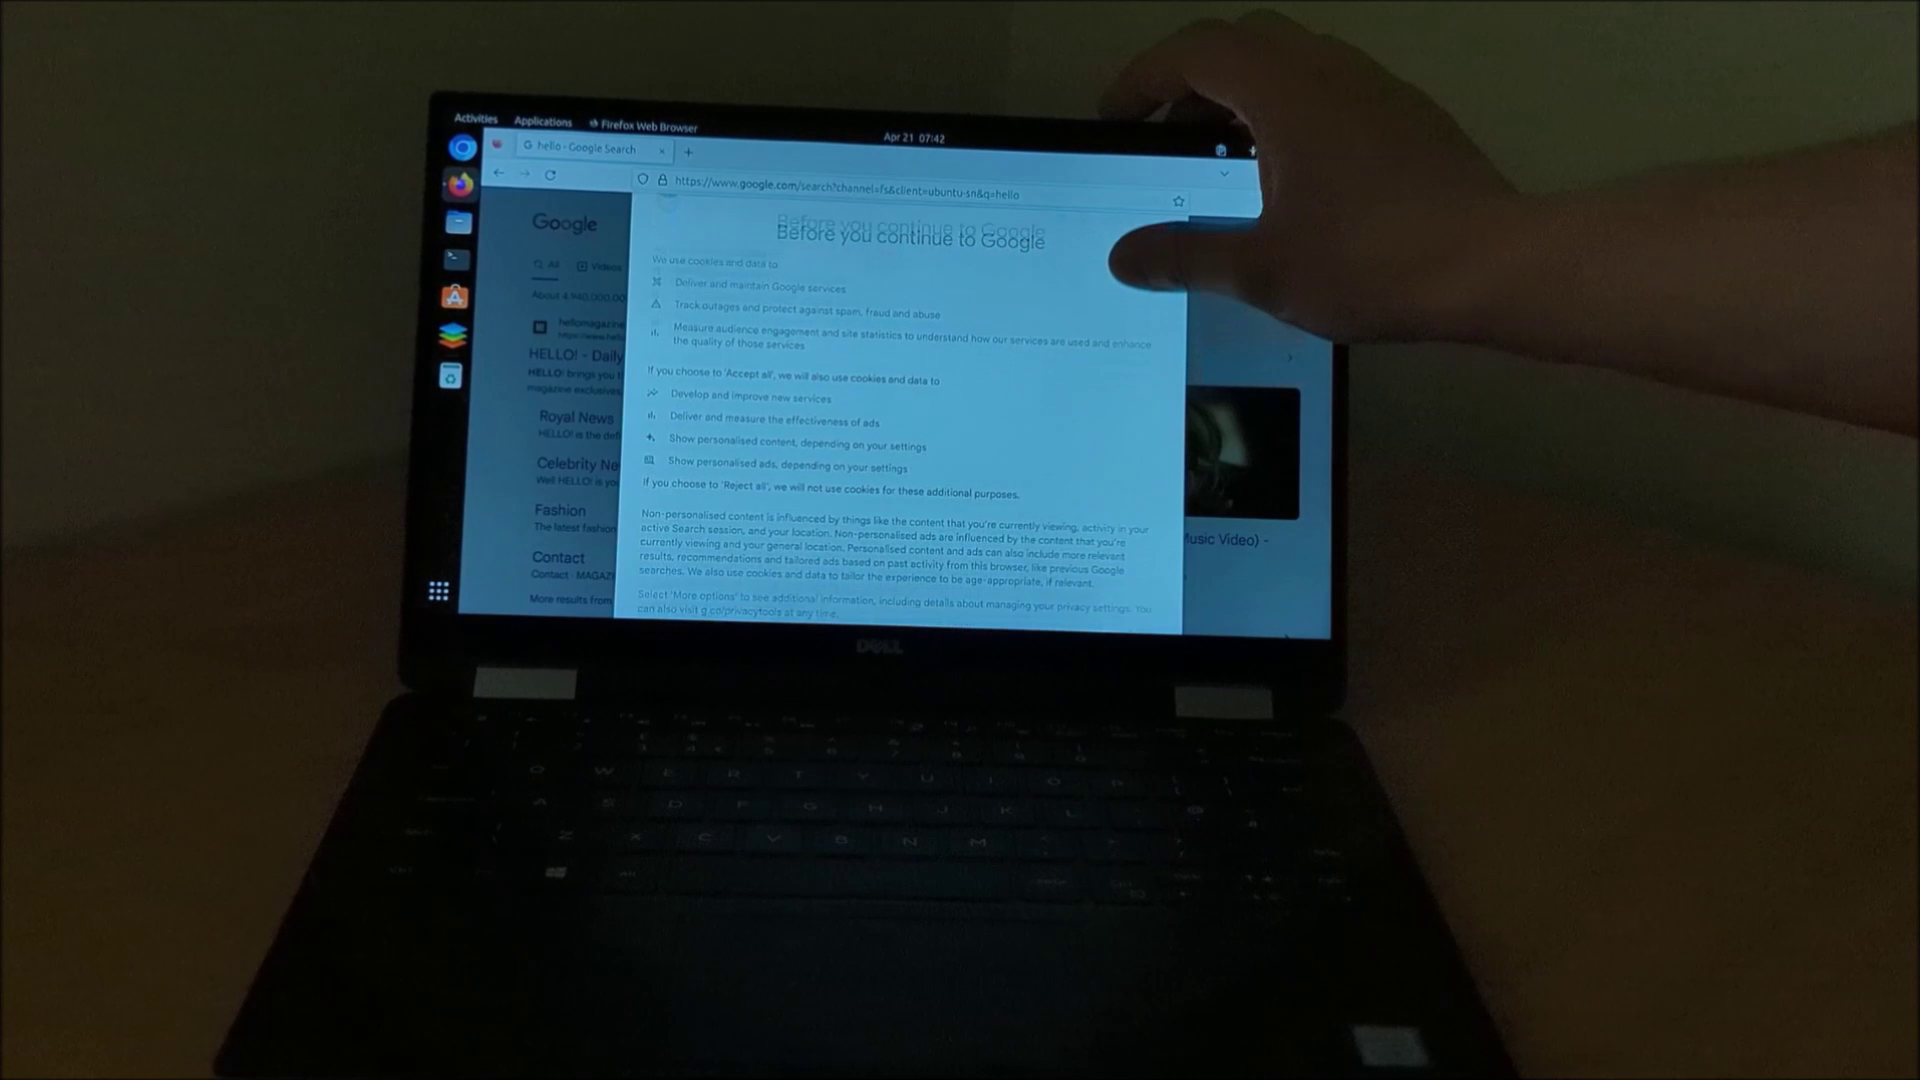 Activities Applications Firefox Web Browser Apr 21 07:42
G hello - Google Search × +
https://www.google.com/search?channel=fs&client=ubuntu-sn&q=hello
Google
All Videos
About 4,940,000,00
hellomagazine
HELLO! - Daily
HELLO! brings you t
magazine exclusives
Royal News
HELLO! is the defi
Celebrity Ne
Well HELLO! is yo
Fashion
The latest fashion
Contact
Contact · MAGAZI
More results from
Before you continue to Google
Before you continue to Google
We use cookies and data to
Deliver and maintain Google services
Track outages and protect against spam, fraud and abuse
Measure audience engagement and site statistics to understand how our services are used and enhance
the quality of those services
If you choose to 'Accept all', we will also use cookies and data to
Develop and improve new services
Deliver and measure the effectiveness of ads
Show personalised content, depending on your settings
Show personalised ads, depending on your settings
If you choose to 'Reject all', we will not use cookies for these additional purposes.
Non-personalised content is influenced by things like the content that you're currently viewing, activity in your
active Search session, and your location. Non-personalised ads are influenced by the content that you're
currently viewing and your general location. Personalised content and ads can also include more relevant
results, recommendations and tailored ads based on past activity from this browser, like previous Google
searches. We also use cookies and data to tailor the experience to be age-appropriate, if relevant.
Select 'More options' to see additional information, including details about managing your privacy settings. You
can also visit g.co/privacytools at any time.
Music Video) -
DELL
W E R T Y U I O P
A S D F G H J K L
Z X C V B N M